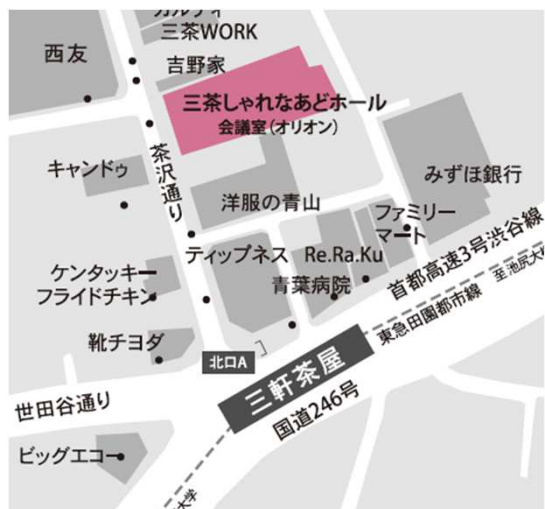 カルディ
三茶WORK
西友
吉野家
三茶しゃれなあどホール
会議室（オリオン）
茶沢通り
キャンドゥ
洋服の青山
みずほ銀行
ファミリー
マート
ティップネス
Re.Ra.Ku
青葉病院
ケンタッキー
フライドチキン
首都高速3号渋谷線
東急田園都市線
靴チヨダ
北口A
三軒茶屋
世田谷通り
国道246号
ビッグエコー